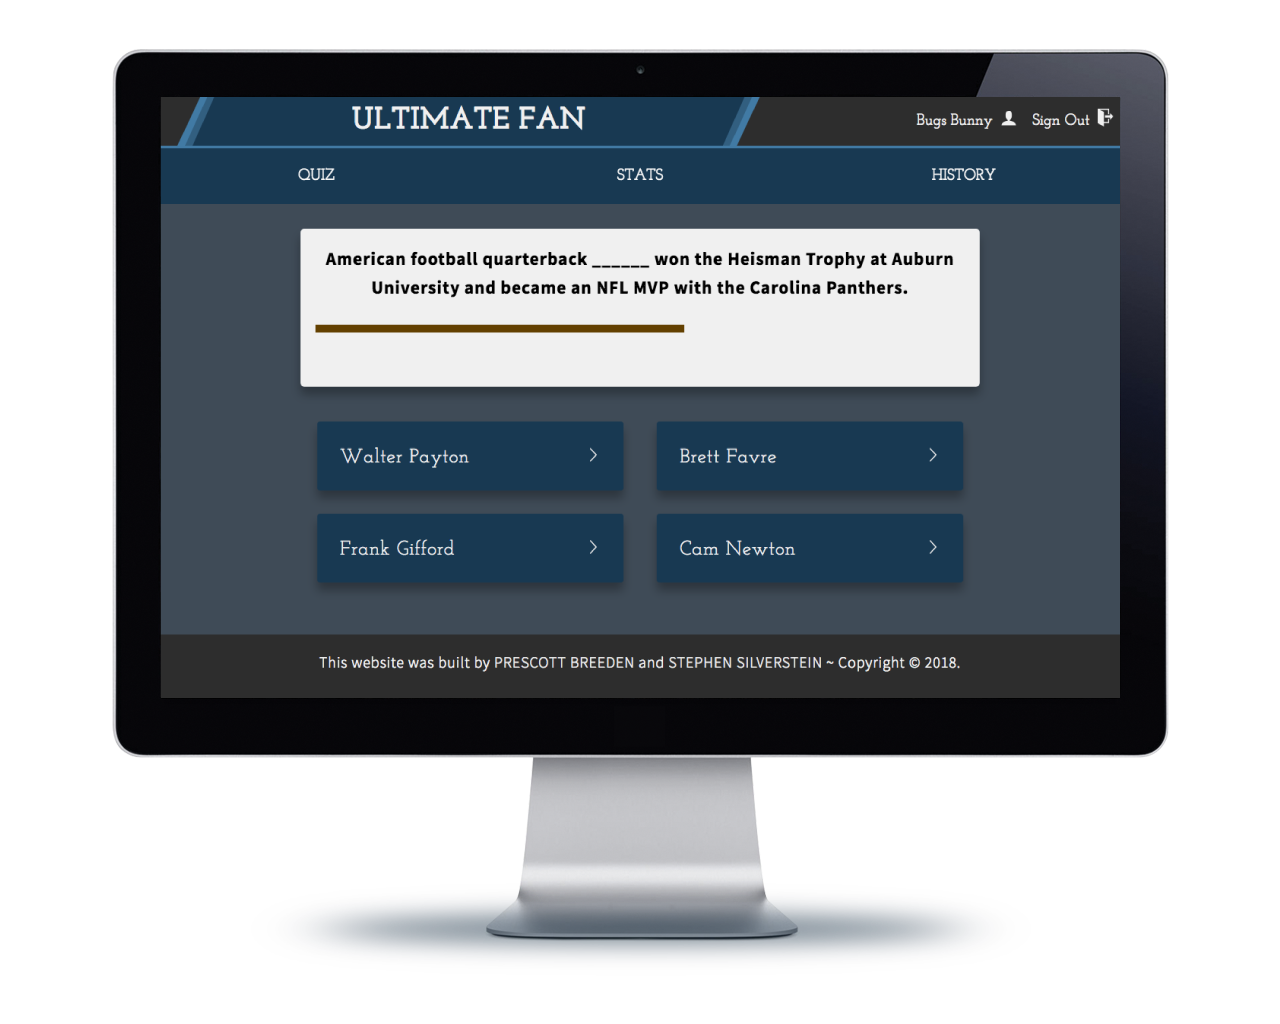 ULTIMATE FAN
Bugs Bunny Sign Out
QUIZ STATS HISTORY
American football quarterback ______ won the Heisman Trophy at Auburn
University and became an NFL MVP with the Carolina Panthers.
Walter Payton
Brett Favre
Frank Gifford
Cam Newton
This website was built by PRESCOTT BREEDEN and STEPHEN SILVERSTEIN ~ Copyright © 2018.